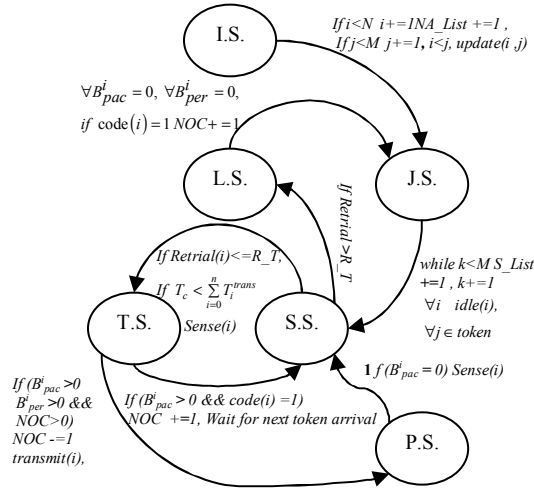 I.S.
If i<N i+=1NA_List +=1 ,
If j<M j+=1, i<j, update(i ,j)
∀B^i_pac = 0, ∀B^i_per = 0,
if code(i) = 1 NOC+ = 1
L.S.
J.S.
If Retrial >R_T
If Retrial(i)<=R_T,
If T_c < ∑_{i=0}^{n} T_i^trans
Sense(i)
while k<M S_List
+=1 , k+=1
∀i idle(i),
∀j ∈ token
T.S.
S.S.
1 f (B^i_pac = 0) Sense(i)
If (B^i_pac >0
B^i_per >0 &&
NOC>0)
NOC -=1
transmit(i),
If (B^i_pac > 0 && code(i) =1)
NOC +=1, Wait for next token arrival
P.S.